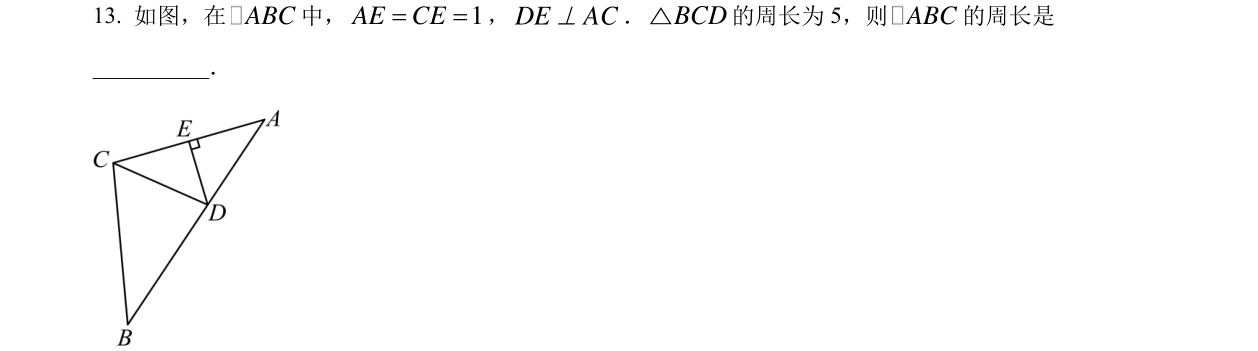 13. 如图，在□ABC 中，AE = CE = 1，DE ⊥ AC．△BCD 的周长为 5，则□ABC 的周长是
_________.
A
E
C
D
B